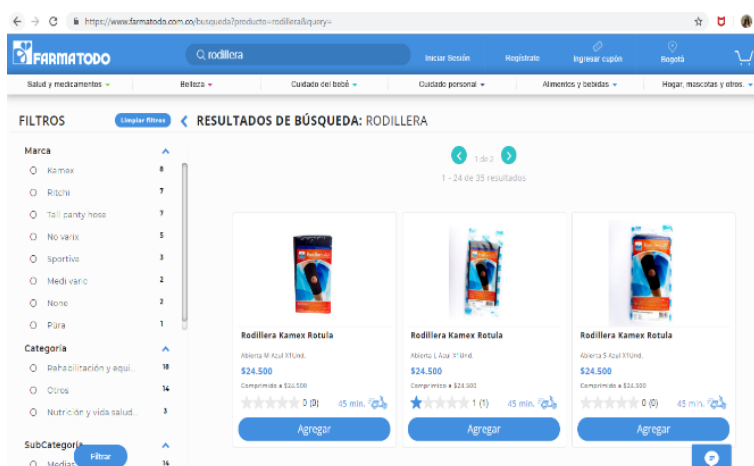 https://www.farmatodo.com.co/busqueda?producto=rodillera&query=
FARMATODO
rodillera
Iniciar Sesión
Regístrate
Ingresar cupón
Bogotá
Salud y medicamentos
Belleza
Cuidado del bebé
Cuidado personal
Alimentos y bebidas
Hogar, mascotas y otros.
FILTROS
Limpiar filtros
RESULTADOS DE BÚSQUEDA: RODILLERA
1 de 2
1 - 24 de 35 resultados
Marca
Kamex 8
Ritchi 7
Tall panty hose 7
No varix 5
Sportive 3
Medi varic 2
None 2
Pura 1
Categoría
Rehabilitación y equi... 18
Otros 14
Nutrición y vida salud... 3
SubCategoría
Filtrar
Medias 14
Rodillera Kamex Rotula
Abierta M Azul X1Und.
$24.500
Comprimido a $24.500
0 (0) 45 min.
Agregar
Rodillera Kamex Rotula
Abierta L Azul X1Und.
$24.500
Comprimido a $24.500
1 (1) 45 min.
Agregar
Rodillera Kamex Rotula
Abierta S Azul X1Und.
$24.500
Comprimido a $24.500
0 (0) 45 min.
Agregar